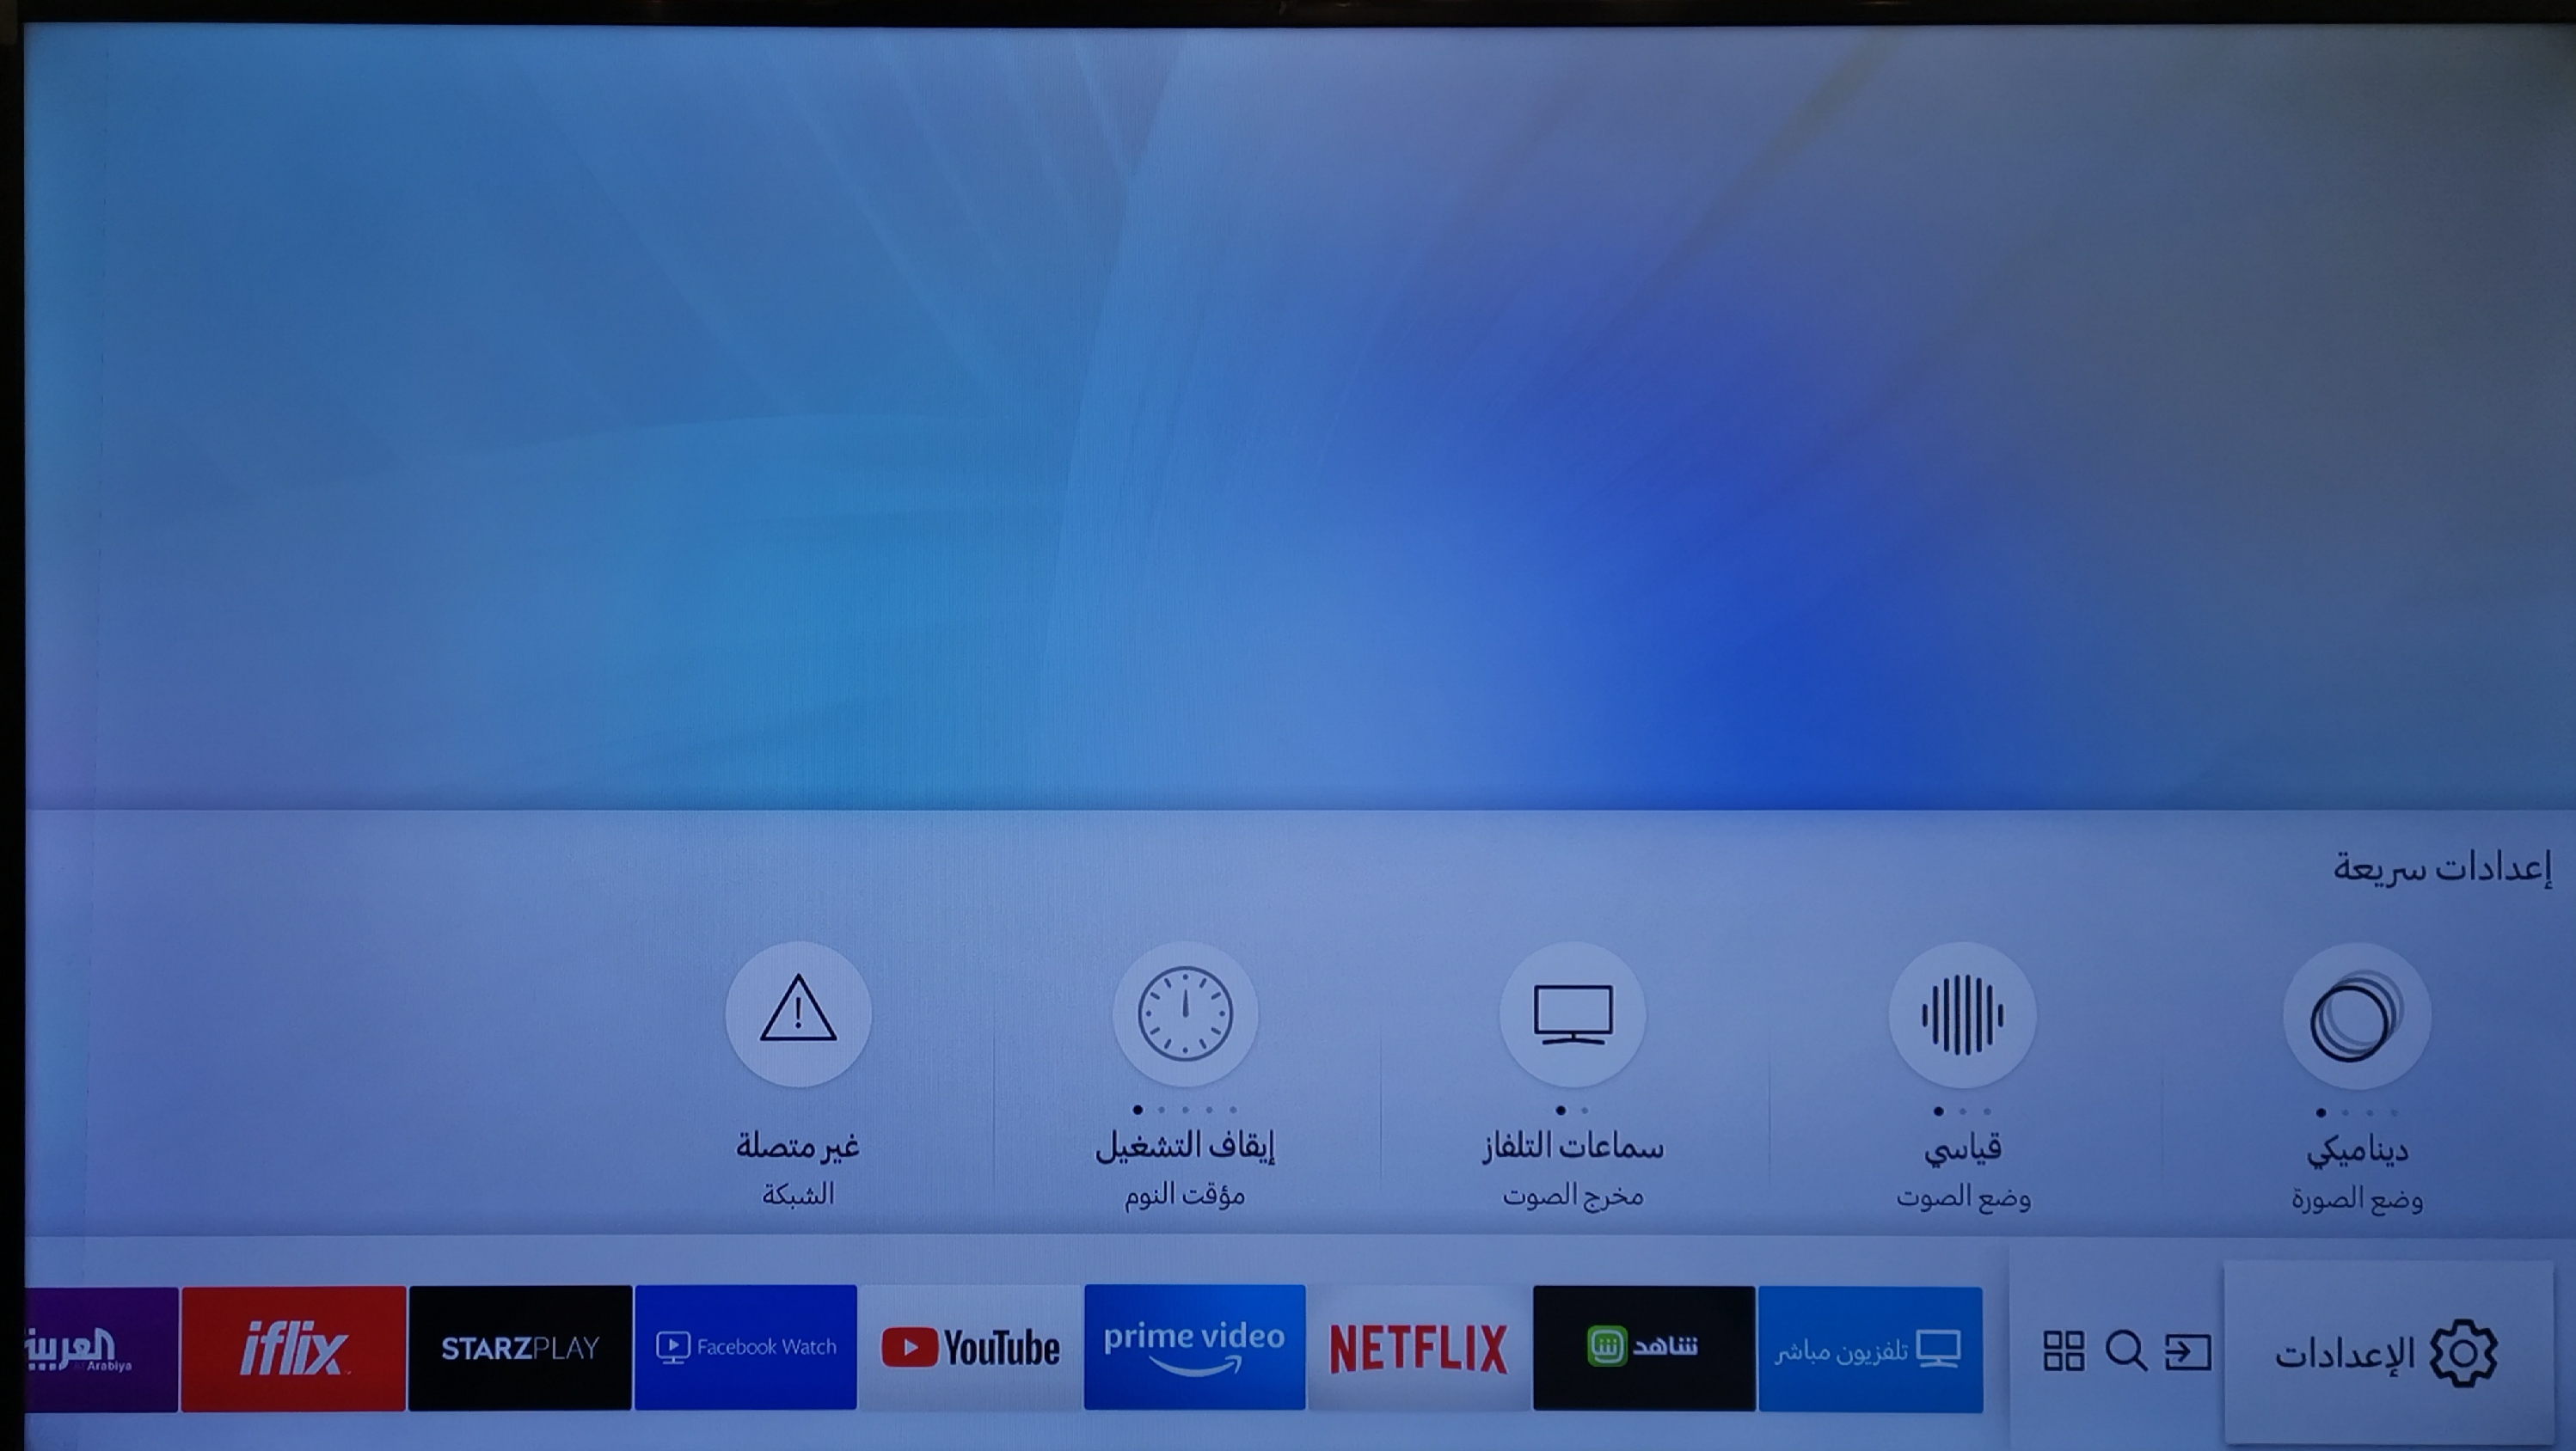 إعدادات سريعة
ديناميكي
وضع الصورة
قياسي
وضع الصوت
سماعات التلفاز
مخرج الصوت
إيقاف التشغيل
مؤقت النوم
غير متصلة
الشبكة
الإعدادات
تلفزيون مباشر
شاهد
NETFLIX
prime video
YouTube
Facebook Watch
STARZPLAY
iflix
العربية
Al Arabiya